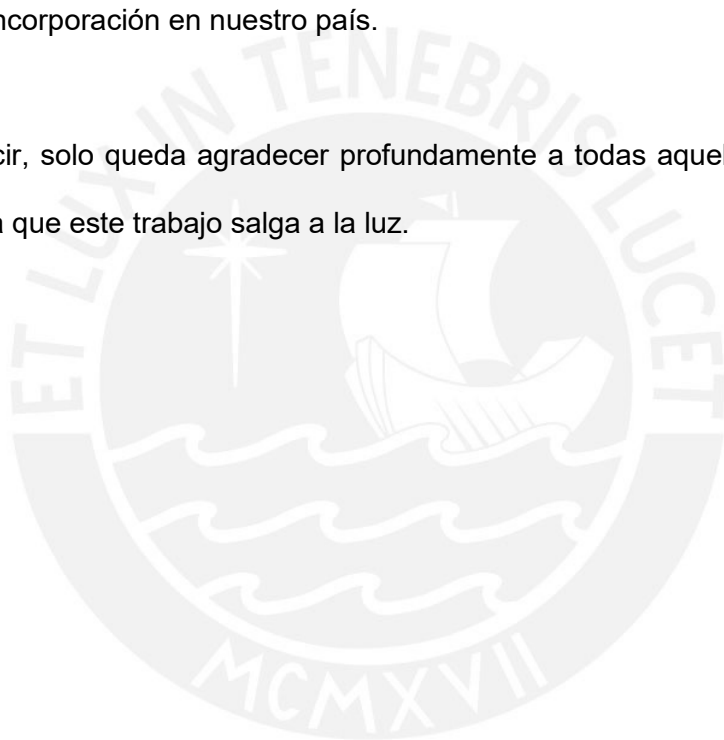 ncorporación en nuestro país.
cir, solo queda agradecer profundamente a todas aquel
a que este trabajo salga a la luz.
ET LUX IN TENEBRIS LUCET
MCMXVII